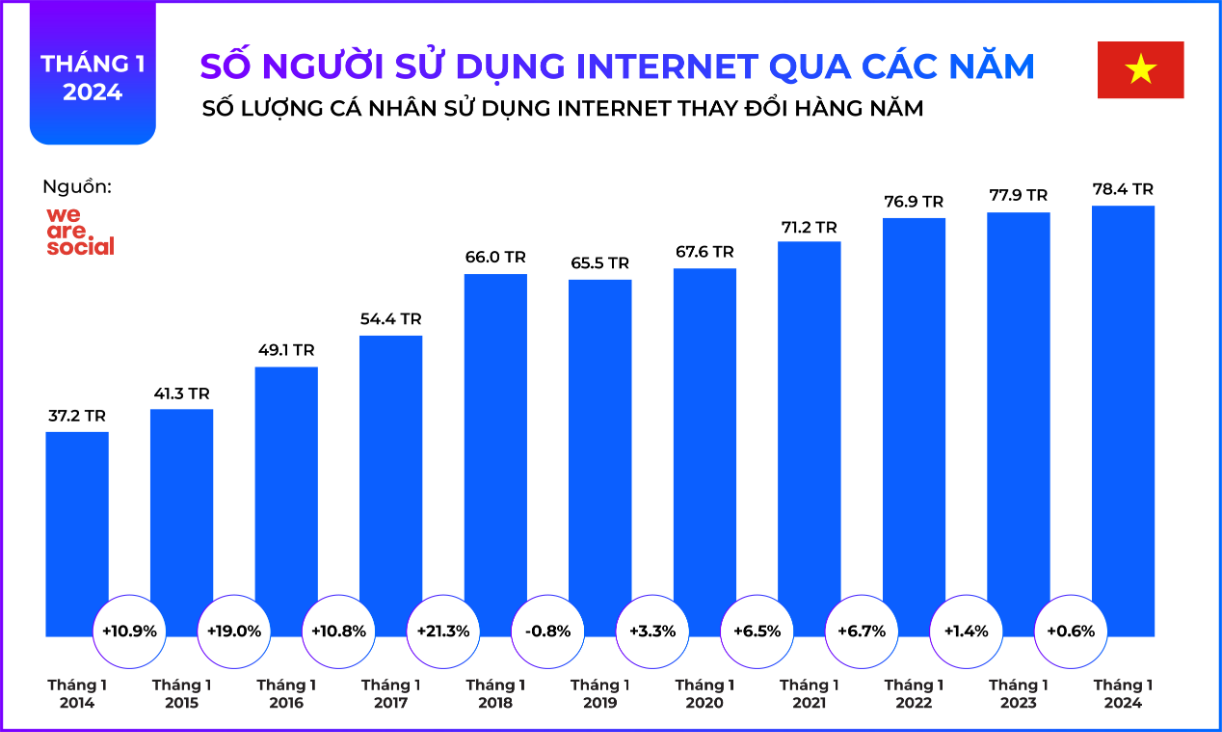 THÁNG 1
2024
SỐ NGƯỜI SỬ DỤNG INTERNET QUA CÁC NĂM
SỐ LƯỢNG CÁ NHÂN SỬ DỤNG INTERNET THAY ĐỔI HÀNG NĂM
Nguồn:
we
are
social
37.2 TR
41.3 TR
49.1 TR
54.4 TR
66.0 TR
65.5 TR
67.6 TR
71.2 TR
76.9 TR
77.9 TR
78.4 TR
+10.9%
+19.0%
+10.8%
+21.3%
-0.8%
+3.3%
+6.5%
+6.7%
+1.4%
+0.6%
Tháng 1
2014
Tháng 1
2015
Tháng 1
2016
Tháng 1
2017
Tháng 1
2018
Tháng 1
2019
Tháng 1
2020
Tháng 1
2021
Tháng 1
2022
Tháng 1
2023
Tháng 1
2024